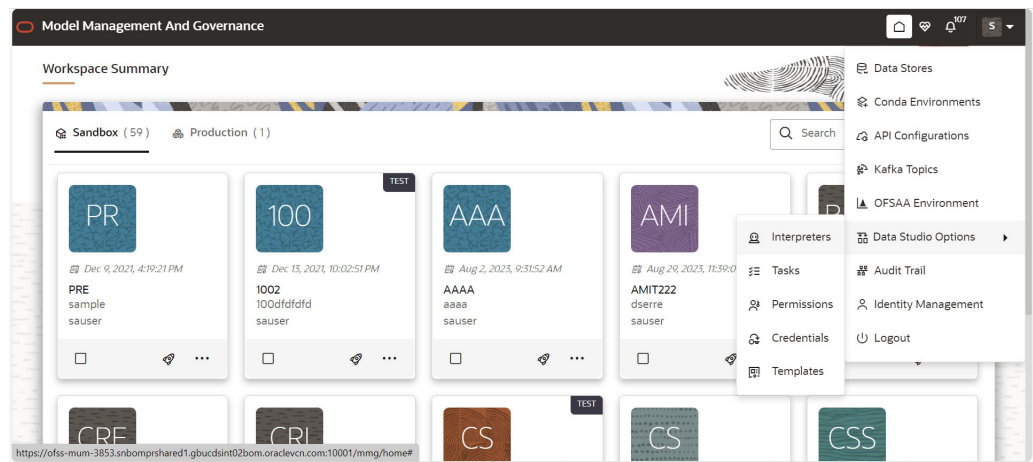 Model Management And Governance
107
S
Workspace Summary
Sandbox (59)
Production (1)
Search
Data Stores
Conda Environments
API Configurations
Kafka Topics
OFSAA Environment
Data Studio Options
Audit Trail
Identity Management
Logout
Interpreters
Tasks
Permissions
Credentials
Templates
PR
Dec 9, 2021, 4:19:21 PM
PRE
sample
sauser
TEST
100
Dec 13, 2021, 10:02:51 PM
1002
100dfdfdfd
sauser
AAA
Aug 2, 2023, 9:31:52 AM
AAAA
aaaa
sauser
AMI
Aug 29, 2023, 11:39:0
AMIT222
dserre
sauser
CRE
CRI
TEST
CS
CS
CSS
https://ofss-mum-3853.snbomprshared1.gbucdsint02bom.oraclevcn.com:10001/mmg/home#